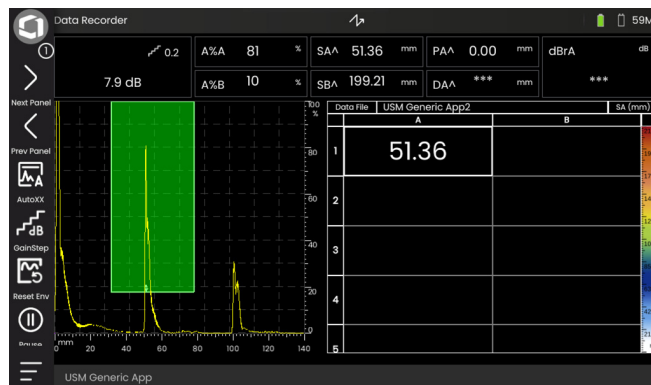 Data Recorder
59M
1
0.2
7.9 dB
A%A 81 %
A%B 10 %
SA^ 51.36 mm
SB^ 199.21 mm
PA^ 0.00 mm
DA^ *** mm
dBrA dB
***
Next Panel
Prev Panel
AutoXX
dB
GainStep
Reset Env
Pause
100
%
80
60
40
20
0
0 mm 20 40 60 80 100 120 140
Data File USM Generic App2 SA (mm)
A B
1 51.36
2
3
4
5
USM Generic App